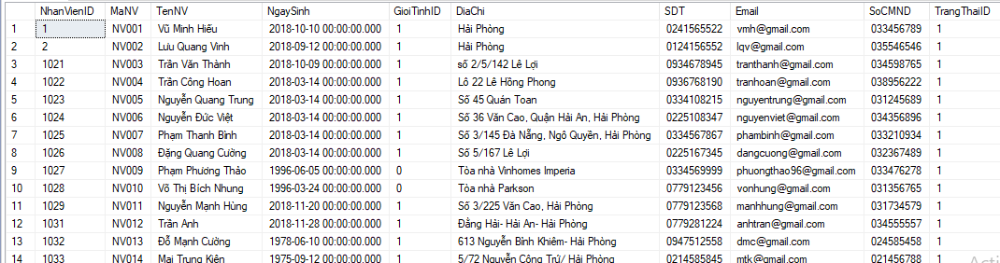 NhanVienID MaNV TenNV NgaySinh GioiTinhID DiaChi SDT Email SoCMND TrangThaiID
1 1 NV001 Vũ Minh Hiếu 2018-10-10 00:00:00.000 1 Hải Phòng 0241565522 vmh@gmail.com 033456789 1
2 2 NV002 Lưu Quang Vinh 2018-09-12 00:00:00.000 1 Hải Phòng 0124156552 lqv@gmail.com 035546546 1
3 1021 NV003 Trần Văn Thành 2018-10-09 00:00:00.000 1 số 2/5/142 Lê Lợi 0934678945 tranthanh@gmail.com 034598765 1
4 1022 NV004 Trần Công Hoan 2018-03-14 00:00:00.000 1 Lô 22 Lê Hồng Phong 0936768190 tranhoan@gmail.com 038956222 1
5 1023 NV005 Nguyễn Quang Trung 2018-03-14 00:00:00.000 1 Số 45 Quán Toan 0334108215 nguyentrung@gmail.com 031245689 1
6 1024 NV006 Nguyễn Đức Việt 2018-03-14 00:00:00.000 1 Số 36 Văn Cao, Quận Hải An, Hải Phòng 0225108347 nguyenviet@gmail.com 034356896 1
7 1025 NV007 Phạm Thanh Bình 2018-03-14 00:00:00.000 1 Số 3/145 Đà Nẵng, Ngô Quyền, Hải Phòng 0334567867 phambinh@gmail.com 033210934 1
8 1026 NV008 Đặng Quang Cường 2018-03-14 00:00:00.000 1 Số 5/167 Lê Lợi 0225167345 dangcuong@gmail.com 032367489 1
9 1027 NV009 Phạm Phương Thảo 1996-06-05 00:00:00.000 0 Tòa nhà Vinhomes Imperia 0334569999 phuongthao96@gmail.com 033476278 1
10 1028 NV010 Võ Thị Bích Nhung 1996-03-24 00:00:00.000 0 Tòa nhà Parkson 0779123456 vonhung@gmail.com 031356765 1
11 1029 NV011 Nguyễn Mạnh Hùng 2018-11-20 00:00:00.000 1 Số 3/225 Văn Cao, Hải Phòng 0779123568 manhhung@gmail.com 031734579 1
12 1031 NV012 Trần Anh 2018-11-28 00:00:00.000 1 Đằng Hải- Hải An- Hải Phòng 0779281224 anhtran@gmail.com 034555557 1
13 1032 NV013 Đỗ Mạnh Cường 1978-06-10 00:00:00.000 1 613 Nguyễn Bỉnh Khiêm- Hải Phòng 0947512558 dmc@gmail.com 024585458 1
14 1033 NV014 Mai Trung Kiên 1975-09-12 00:00:00.000 1 5/72 Nguyễn Công Trứ/ Hải Phòng 0214585845 mtk@gmail.com 021456788 1